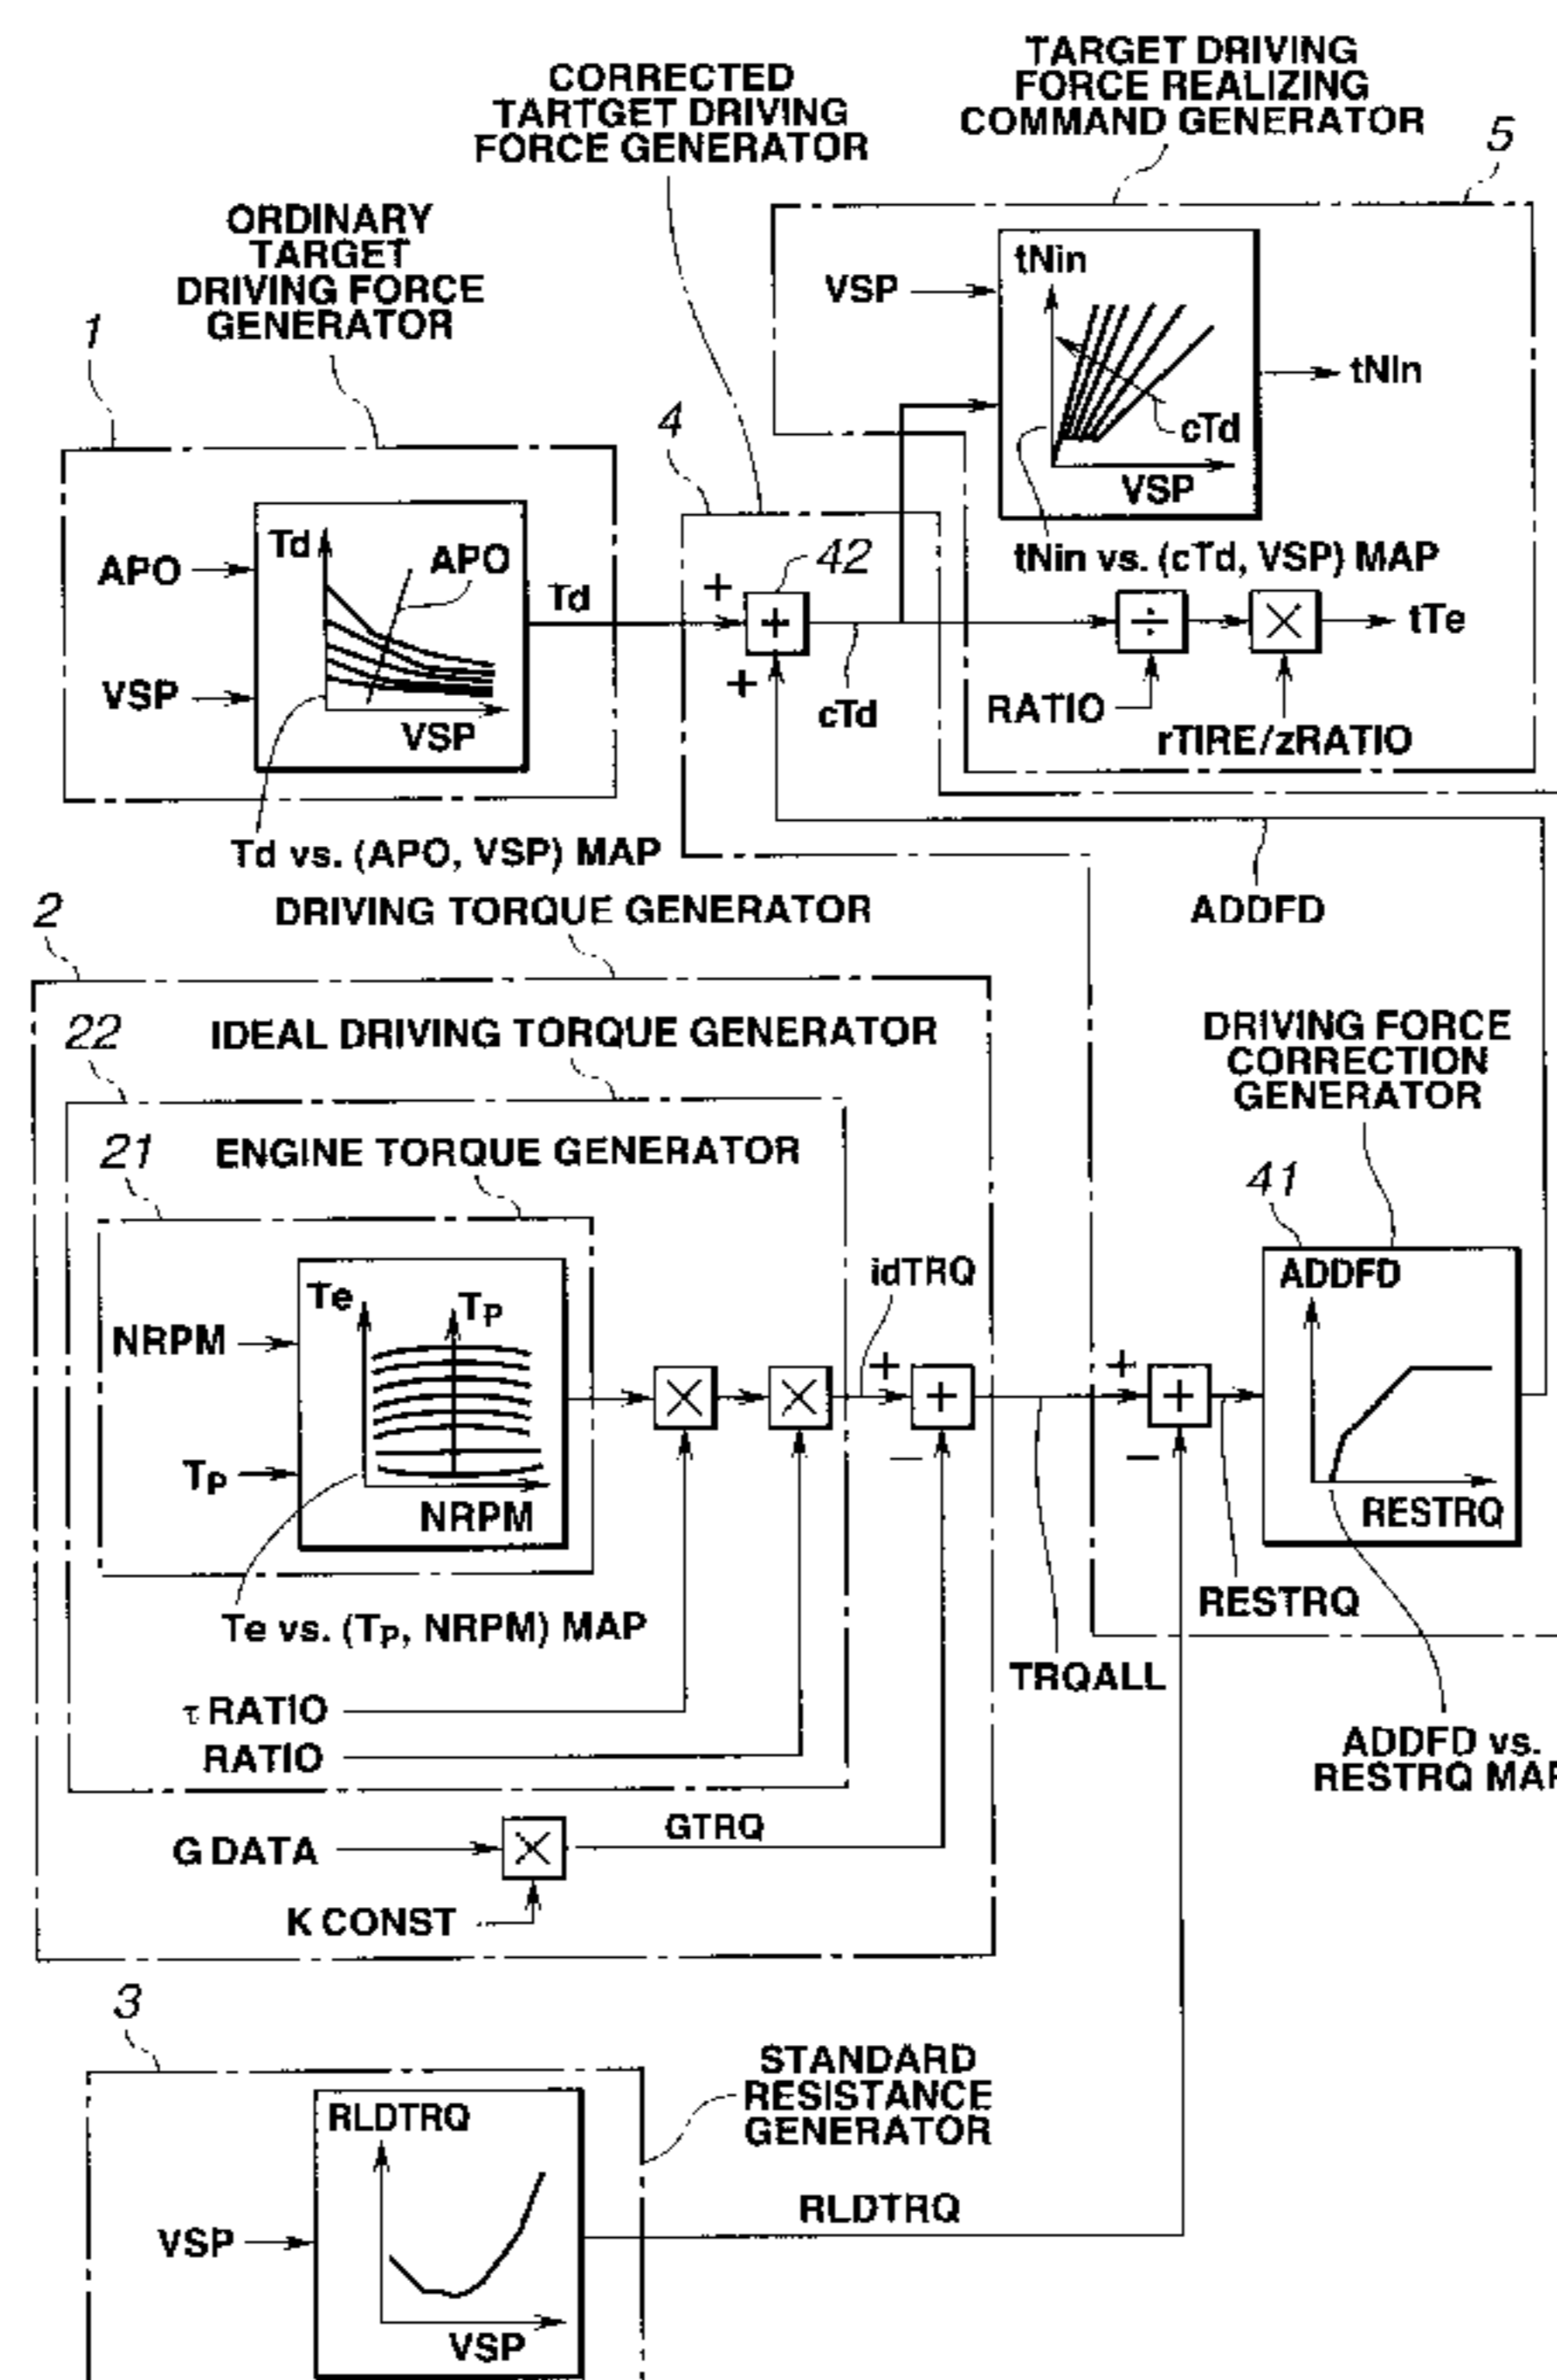 TARGET DRIVING
FORCE REALIZING
COMMAND GENERATOR
5
CORRECTED
TARTGET DRIVING
FORCE GENERATOR
ORDINARY
TARGET
DRIVING FORCE
GENERATOR
1
VSP
tNin
cTd
VSP
tNin
tNin vs. (cTd, VSP) MAP
4
42
APO
VSP
Td
APO
VSP
Td
+
+
+
cTd
÷
×
tTe
RATIO
rTIRE/zRATIO
Td vs. (APO, VSP) MAP
ADDFD
2
DRIVING TORQUE GENERATOR
22
IDEAL DRIVING TORQUE GENERATOR
21
ENGINE TORQUE GENERATOR
DRIVING FORCE
CORRECTION
GENERATOR
41
NRPM
TP
Te
TP
NRPM
×
×
idTRQ
+
+
−
+
+
−
ADDFD
RESTRQ
Te vs. (TP, NRPM) MAP
RESTRQ
TRQALL
τ RATIO
RATIO
ADDFD vs.
RESTRQ MAP
G DATA
×
GTRQ
K CONST
3
STANDARD
RESISTANCE
GENERATOR
RLDTRQ
VSP
VSP
RLDTRQ